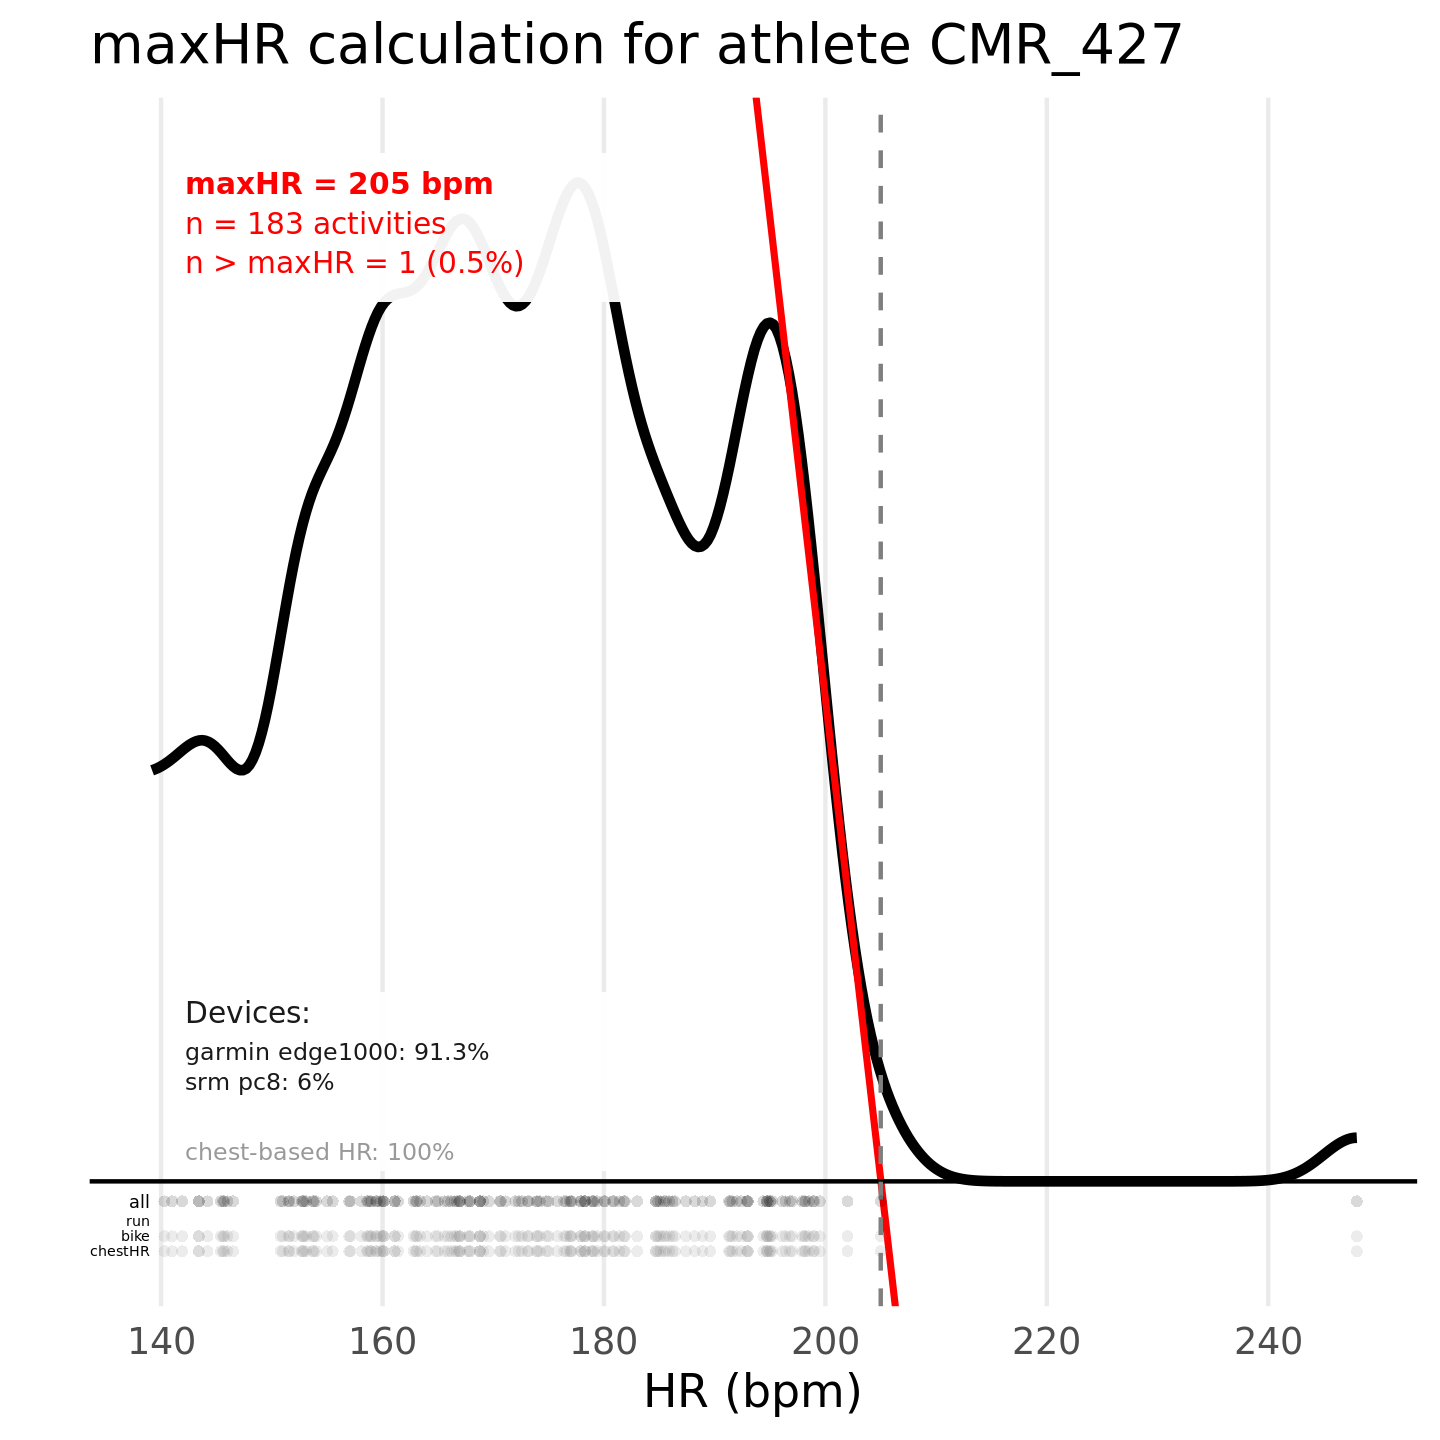 maxHR calculation for athlete CMR_427
maxHR = 205 bpm
n = 183 activities
n > maxHR = 1 (0.5%)
Devices:
garmin edge1000: 91.3%
srm pc8: 6%
chest-based HR: 100%
all
run
bike
chestHR
140 160 180 200 220 240
HR (bpm)